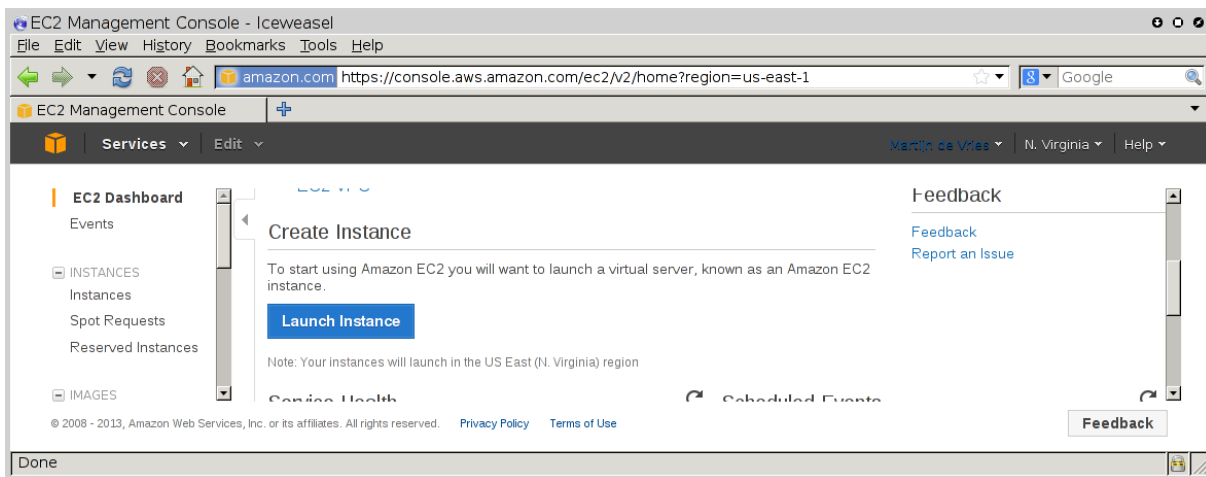 EC2 Management Console - Iceweasel
File Edit View History Bookmarks Tools Help
amazon.com https://console.aws.amazon.com/ec2/v2/home?region=us-east-1 Google
EC2 Management Console
Services Edit Martijn de Vries N. Virginia Help
EC2 Dashboard
Events
INSTANCES
Instances
Spot Requests
Reserved Instances
IMAGES
Create Instance
To start using Amazon EC2 you will want to launch a virtual server, known as an Amazon EC2
instance.
Launch Instance
Note: Your instances will launch in the US East (N. Virginia) region
Service Health
Scheduled Events
Feedback
Feedback
Report an Issue
© 2008 - 2013, Amazon Web Services, Inc. or its affiliates. All rights reserved. Privacy Policy Terms of Use
Feedback
Done